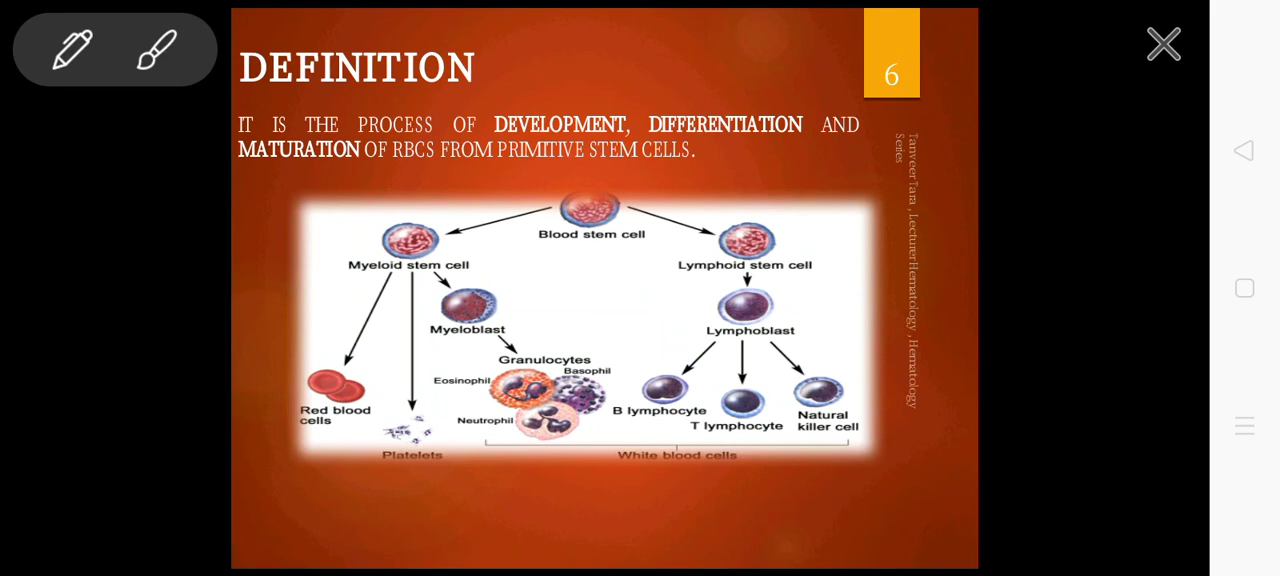 DEFINITION
6
IT IS THE PROCESS OF DEVELOPMENT, DIFFERENTIATION AND
MATURATION OF RBCS FROM PRIMITIVE STEM CELLS.
Tanveer Tara , Lecturer Hematology , Hematology
Series
Blood stem cell
Myeloid stem cell
Lymphoid stem cell
Myeloblast
Lymphoblast
Granulocytes
Basophil
Eosinophil
Neutrophil
Red blood
cells
Platelets
B lymphocyte
T lymphocyte
Natural
killer cell
White blood cells